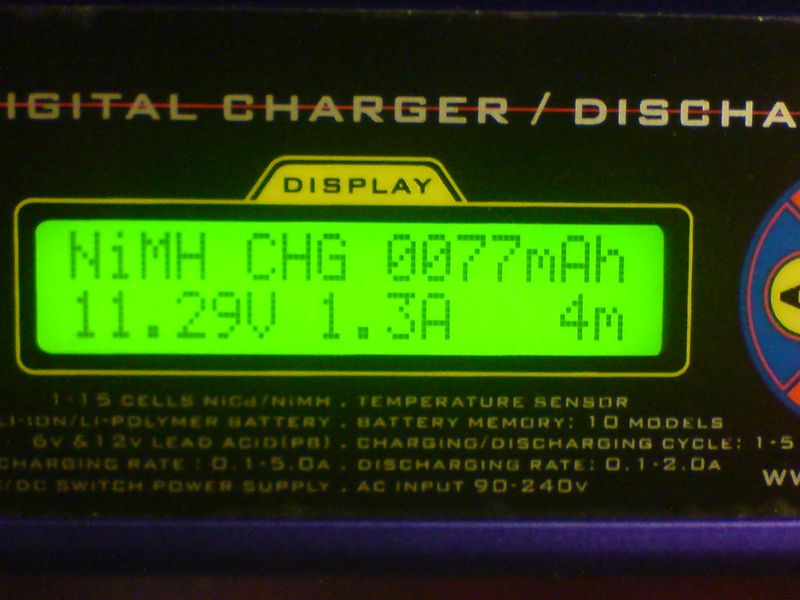 IGITAL CHARGER / DISCHA
DISPLAY
NiMH CHG 0077mAh
11.29V 1.3A 4m
1-15 CELLS NiCd/NiMH . TEMPERATURE SENSOR
LI-ION/LI-POLYMER BATTERY . BATTERY MEMORY: 10 MODELS
6V & 12V LEAD ACID(PB) . CHARGING/DISCHARGING CYCLE: 1-5
CHARGING RATE : 0.1-5.0A . DISCHARGING RATE: 0.1-2.0A
/DC SWITCH POWER SUPPLY . AC INPUT 90-240V